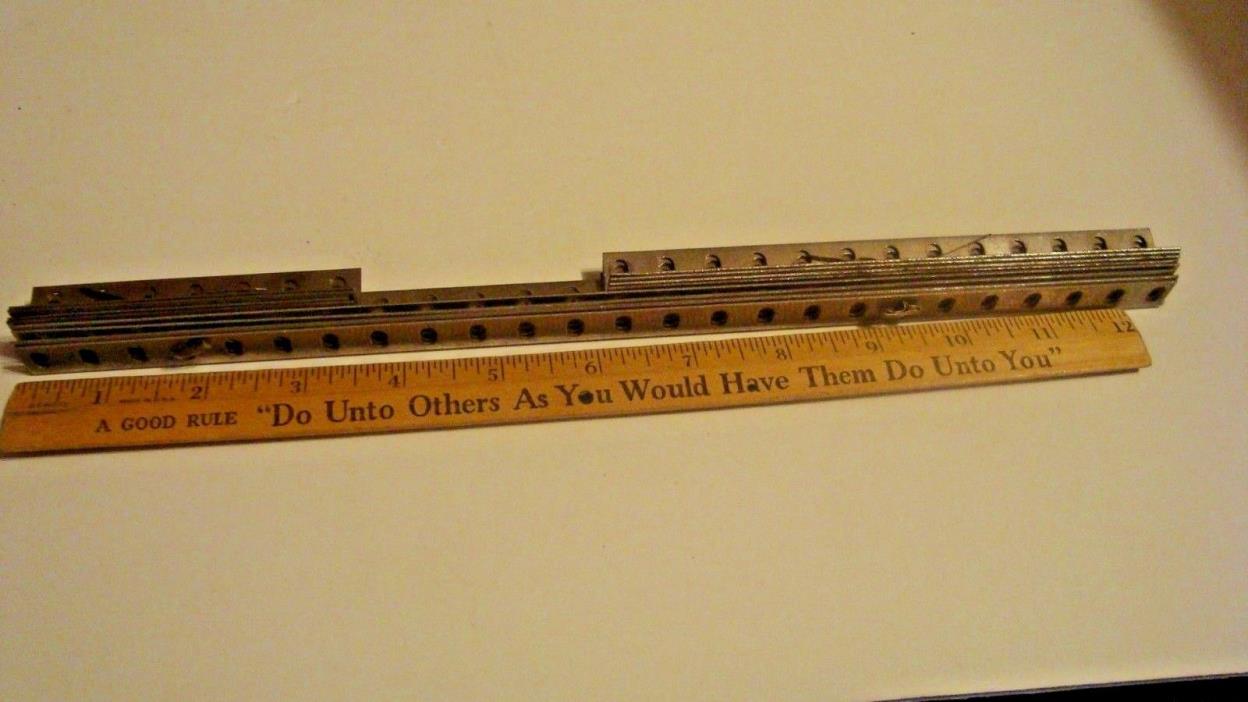 1 2 3 4 5 6 7 8 9 10 11 12
A GOOD RULE “Do Unto Others As You Would Have Them Do Unto You”